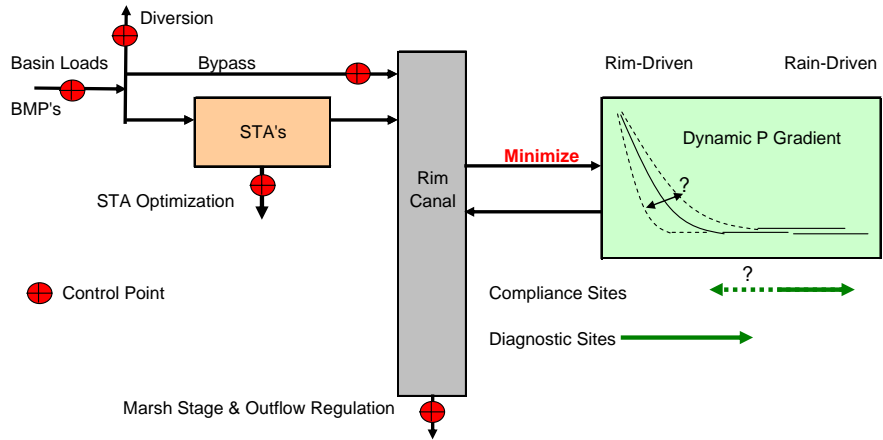 Diversion
Basin Loads
Bypass
BMP's
STA's
STA Optimization
Rim
Canal
Rim-Driven
Rain-Driven
Dynamic P Gradient
Minimize
?
?
Control Point
Compliance Sites
Diagnostic Sites
Marsh Stage & Outflow Regulation